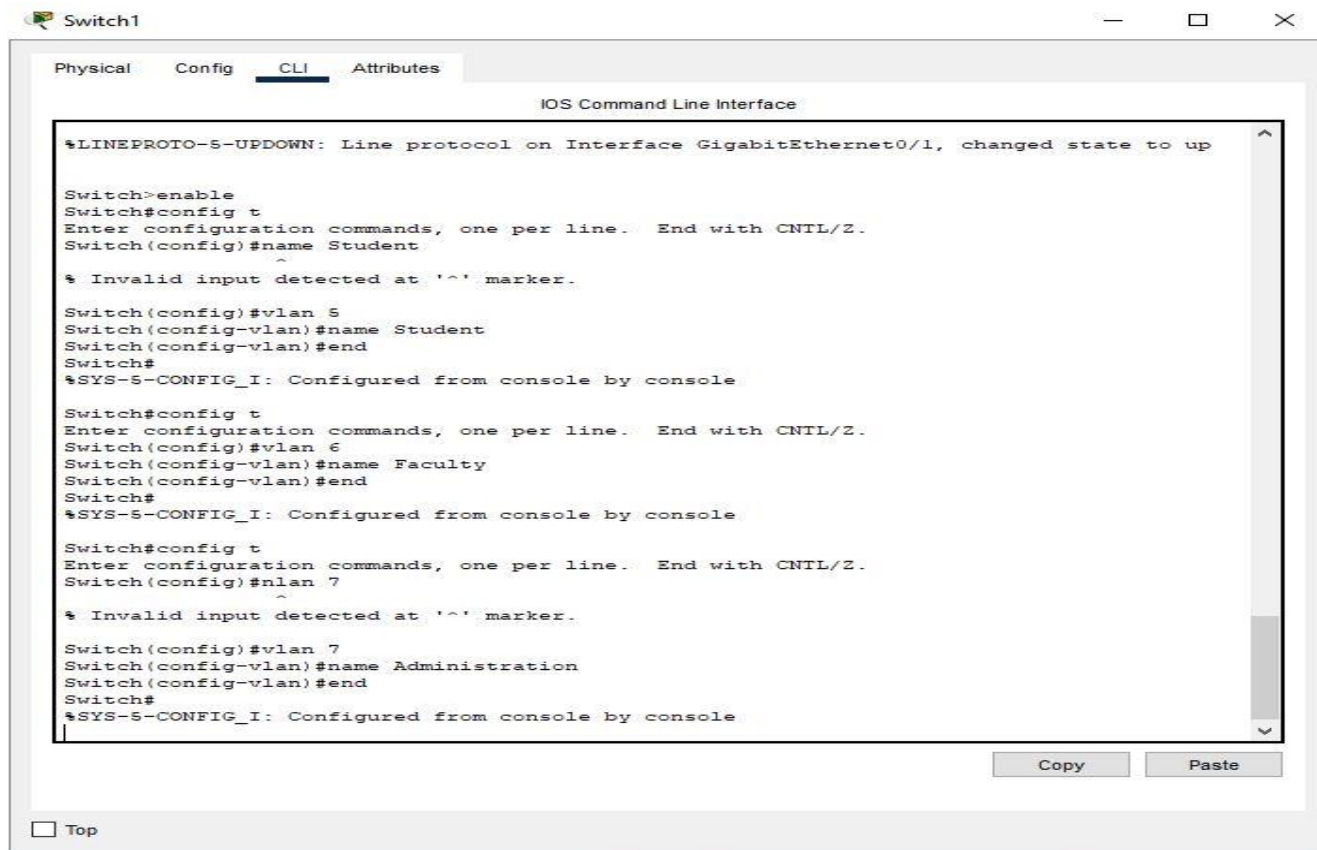 Switch1
Physical Config CLI Attributes
IOS Command Line Interface
%LINEPROTO-5-UPDOWN: Line protocol on Interface GigabitEthernet0/1, changed state to up
Switch>enable
Switch#config t
Enter configuration commands, one per line. End with CNTL/Z.
Switch(config)#name Student
^
% Invalid input detected at '^' marker.
Switch(config)#vlan 5
Switch(config-vlan)#name Student
Switch(config-vlan)#end
Switch#
%SYS-5-CONFIG_I: Configured from console by console
Switch#config t
Enter configuration commands, one per line. End with CNTL/Z.
Switch(config)#vlan 6
Switch(config-vlan)#name Faculty
Switch(config-vlan)#end
Switch#
%SYS-5-CONFIG_I: Configured from console by console
Switch#config t
Enter configuration commands, one per line. End with CNTL/Z.
Switch(config)#nlan 7
^
% Invalid input detected at '^' marker.
Switch(config)#vlan 7
Switch(config-vlan)#name Administration
Switch(config-vlan)#end
Switch#
%SYS-5-CONFIG_I: Configured from console by console
Copy Paste
Top